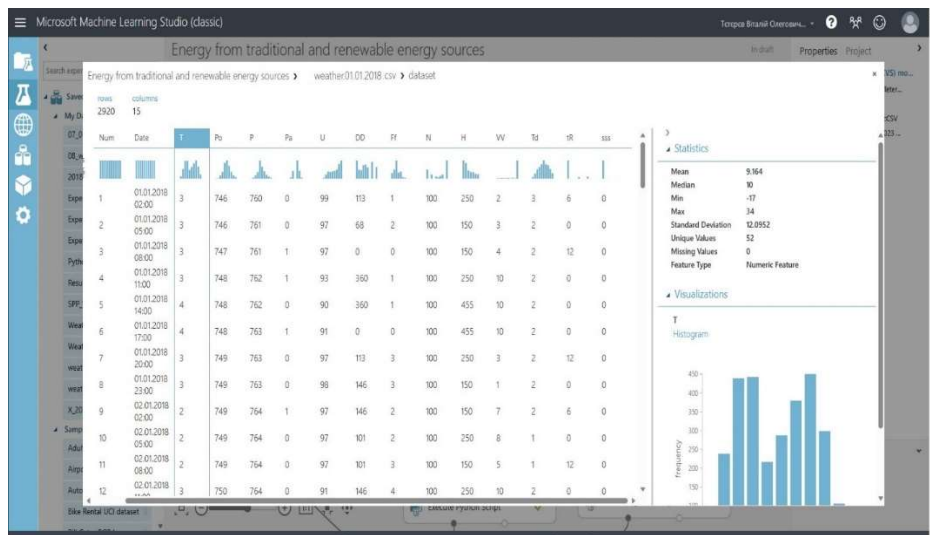 Microsoft Machine Learning Studio (classic)
?
Energy from traditional and renewable energy sources
In draft
Properties Project
Energy from traditional and renewable energy sources › weather.01.01.2018.csv › dataset
rows columns
2920 15
Num Date T Po P Pa U DD Ff N H VV Td tR sss
1 01.01.2018 02:00 3 746 760 0 99 113 1 100 250 2 3 6 0
2 01.01.2018 05:00 3 746 761 0 97 68 2 100 150 3 2 0 0
3 01.01.2018 08:00 3 747 761 1 97 0 0 100 150 4 2 12 0
4 01.01.2018 11:00 3 748 762 1 93 360 1 100 250 10 2 0 0
5 01.01.2018 14:00 4 748 762 0 90 360 1 100 455 10 2 0 0
6 01.01.2018 17:00 4 748 763 1 91 0 0 100 455 10 2 0 0
7 01.01.2018 20:00 3 749 763 0 97 113 3 100 250 3 2 12 0
8 01.01.2018 23:00 3 749 763 0 98 146 3 100 150 1 2 0 0
9 02.01.2018 02:00 2 749 764 1 97 146 2 100 150 7 2 6 0
10 02.01.2018 05:00 2 749 764 0 97 101 2 100 250 8 1 0 0
11 02.01.2018 08:00 2 749 764 0 97 101 3 100 250 5 1 12 0
12 02.01.2018 3 750 764 0 91 146 4 100 250 10 2 0 0
Statistics
Mean 9.164
Median 10
Min -17
Max 34
Standard Deviation 12.0952
Unique Values 52
Missing Values 0
Feature Type Numeric Feature
Visualizations
T
Histogram
450
400
350
300
250
200
150
frequency
Bike Rental UCI dataset
Execute Python Script